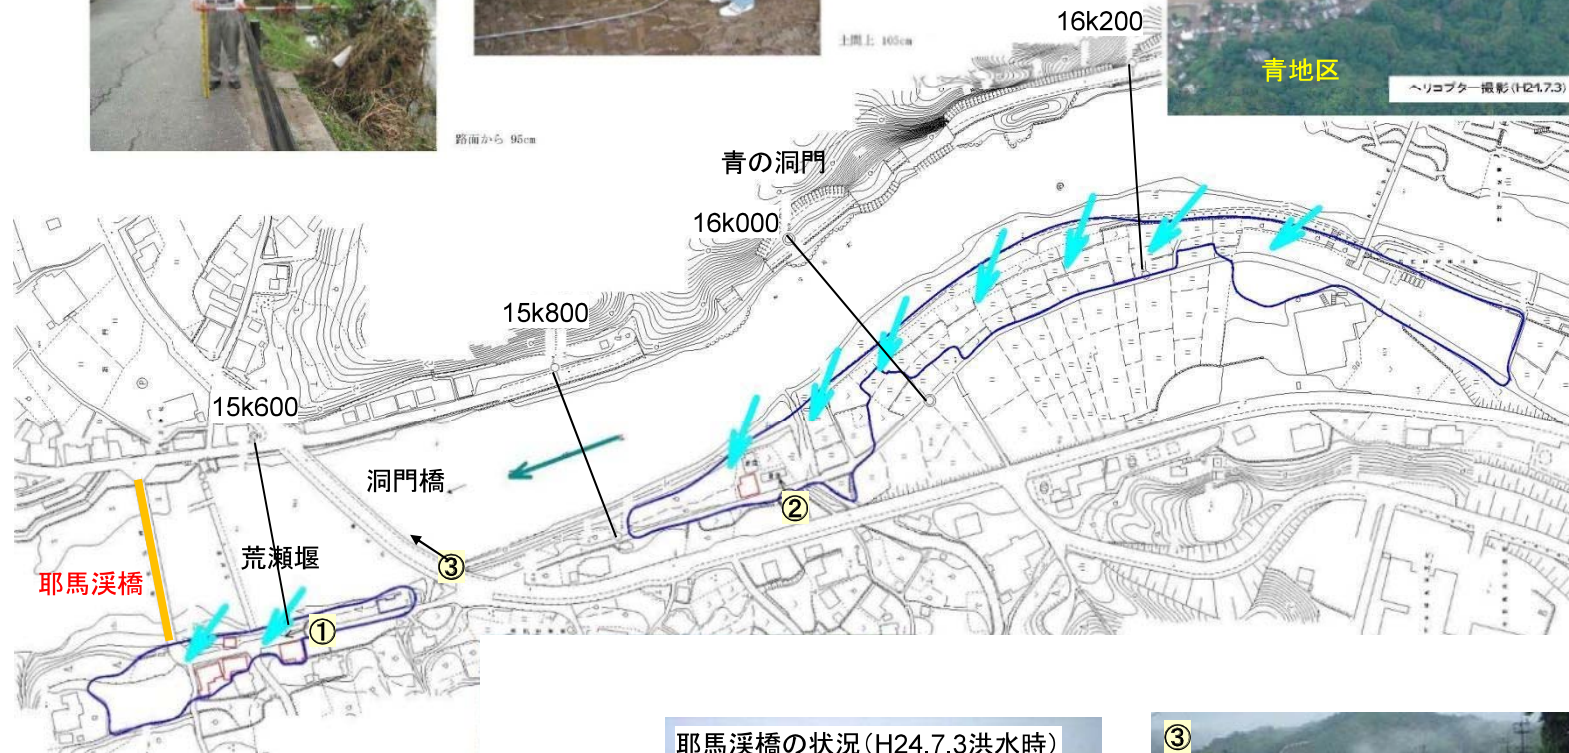 16k200
土間上 105cm
青地区
ヘリコプター撮影(H24.7.3)
路面から 95cm
青の洞門
16k000
15k800
15k600
洞門橋
②
③
荒瀬堰
耶馬渓橋
①
耶馬渓橋の状況(H24.7.3洪水時)
③